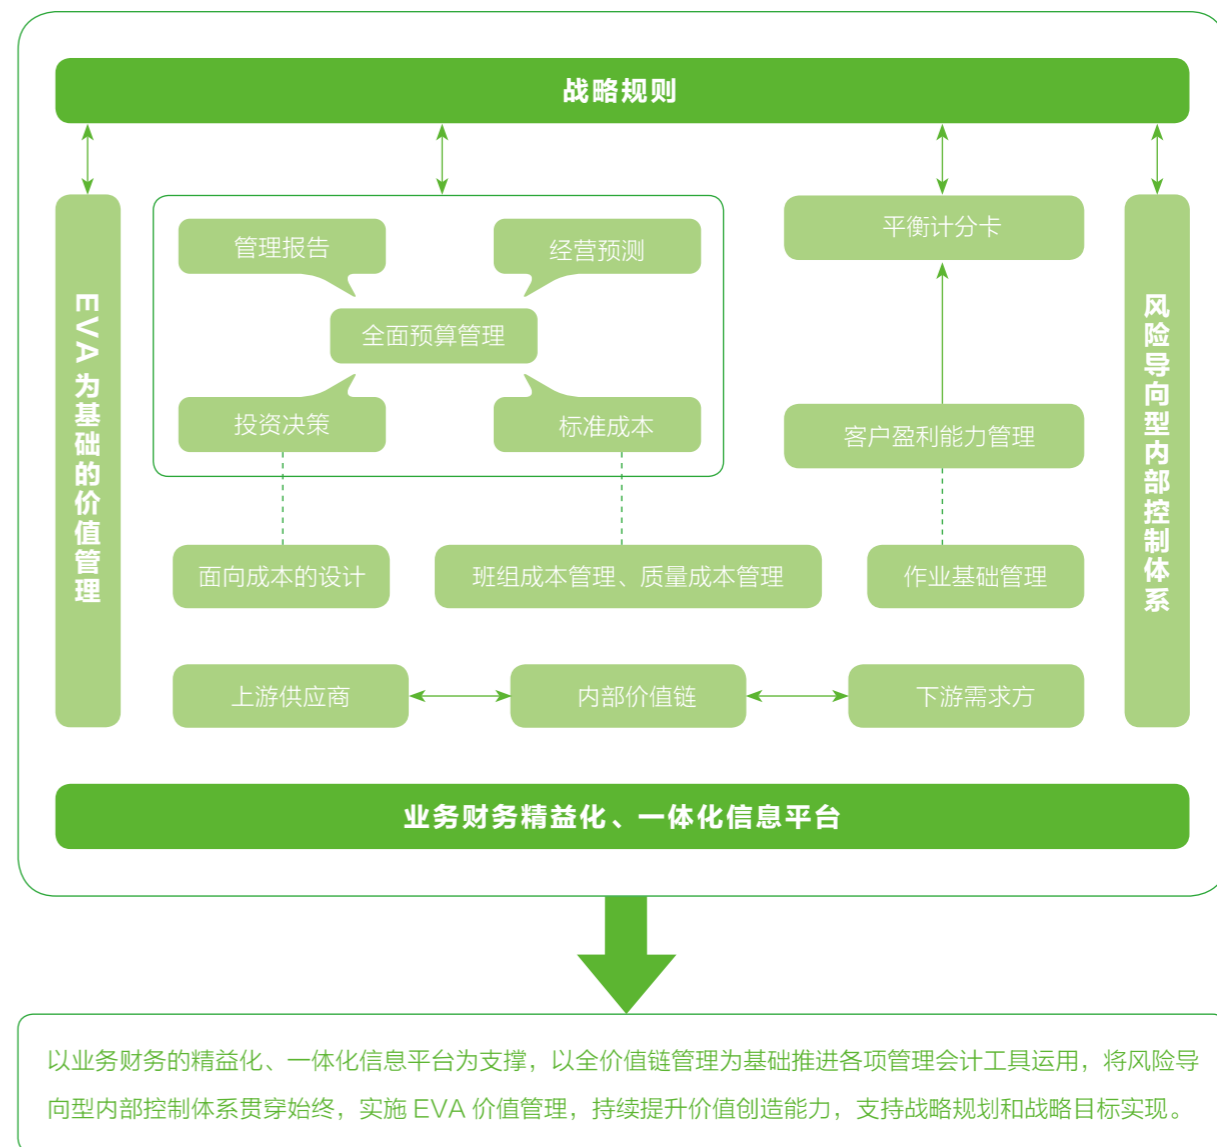 战略规则
EVA为基础的价值管理
管理报告
经营预测
全面预算管理
投资决策
标准成本
平衡计分卡
客户盈利能力管理
风险导向型内部控制体系
面向成本的设计
班组成本管理、质量成本管理
作业基础管理
上游供应商
内部价值链
下游需求方
业务财务精益化、一体化信息平台
以业务财务的精益化、一体化信息平台为支撑，以全价值链管理为基础推进各项管理会计工具运用，将风险导
向型内部控制体系贯穿始终，实施 EVA 价值管理，持续提升价值创造能力，支持战略规划和战略目标实现。